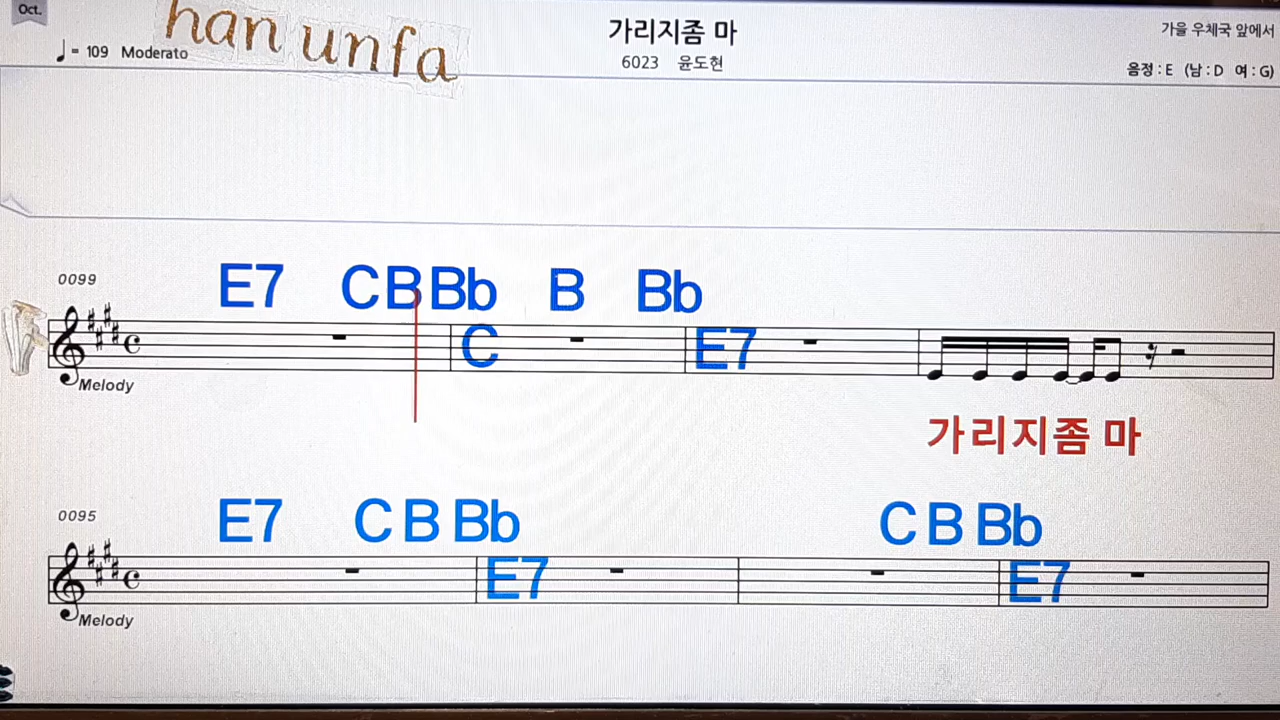 Oct.
han unfa
♩= 109 Moderato
가리지좀 마
6023 윤도현
가을 우체국 앞에서
음정 : E (남 : D 여 : G)
0099
E7 C B Bb B Bb
C E7
Melody
가리지좀 마
0095
E7 C B Bb C B Bb
E7 E7
Melody